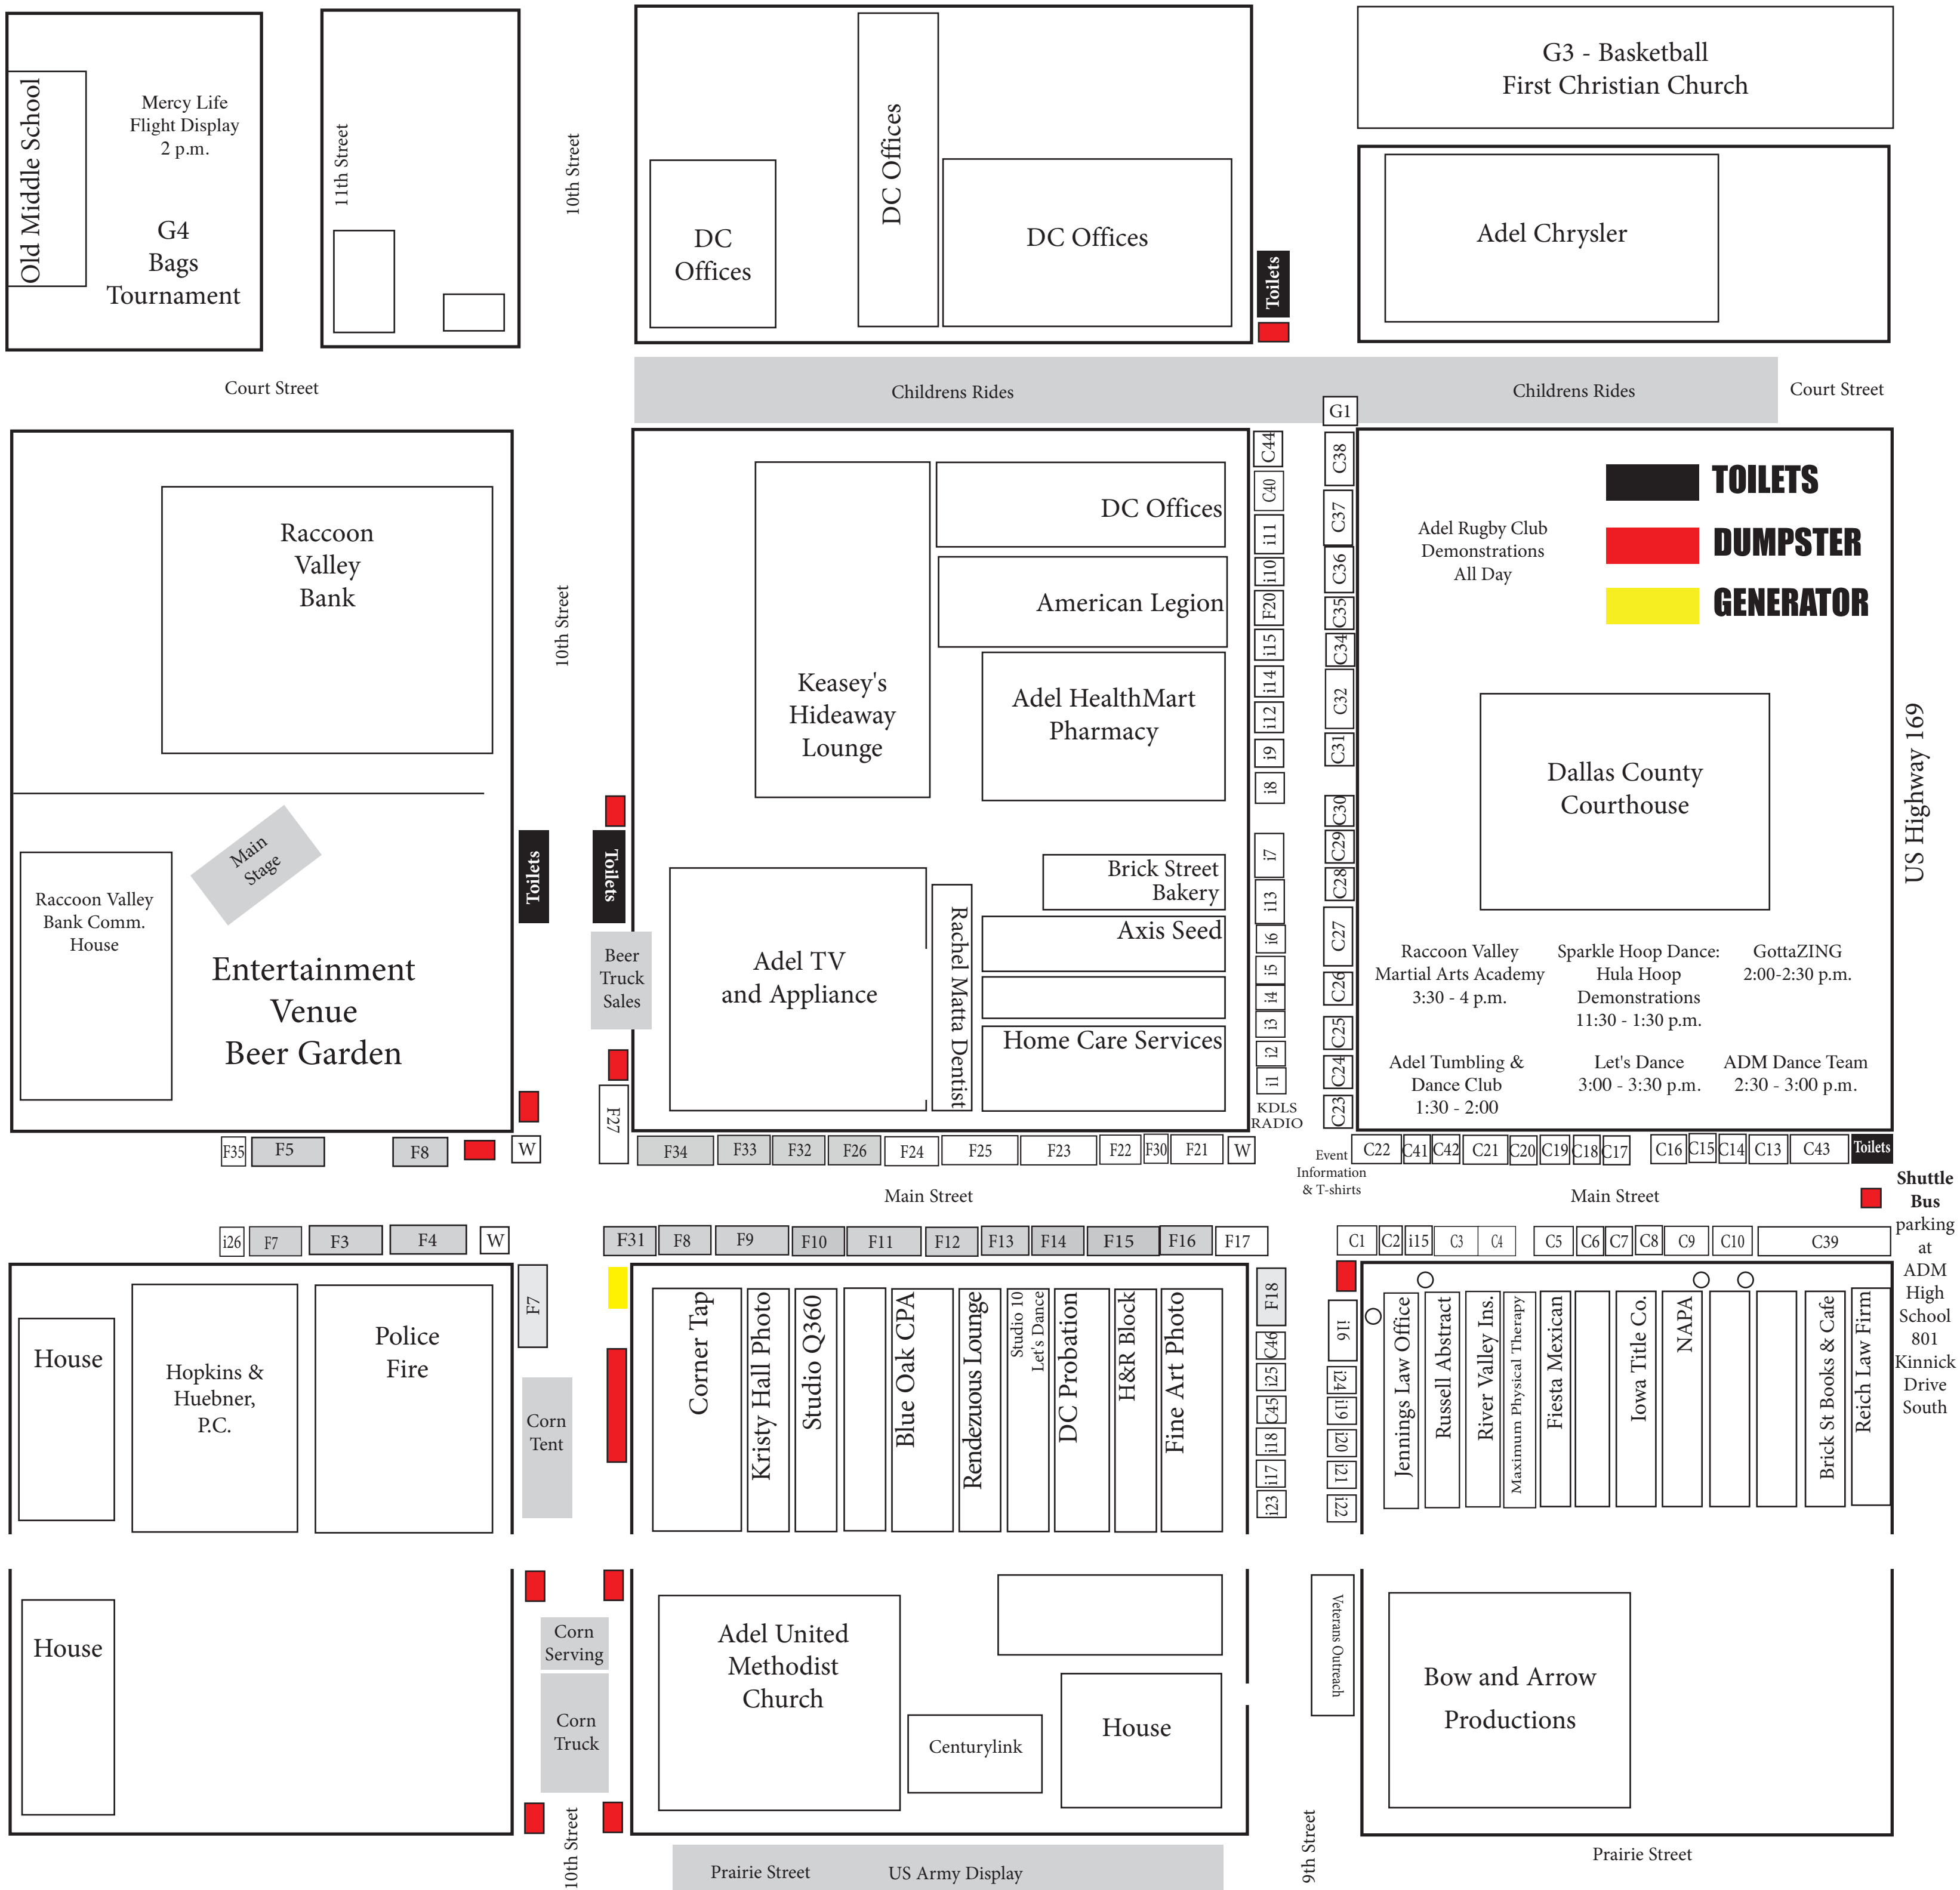 Old Middle School
Mercy Life
Flight Display
2 p.m.
G4
Bags
Tournament
11th Street
10th Street
DC
Offices
DC Offices
DC Offices
Toilets
G3 - Basketball
First Christian Church
Adel Chrysler
Court Street
Childrens Rides
Childrens Rides
Court Street
G1
Raccoon
Valley
Bank
10th Street
Main
Stage
Raccoon Valley
Bank Comm.
House
Entertainment
Venue
Beer Garden
Toilets
Toilets
Beer
Truck
Sales
F27
Keasey's
Hideaway
Lounge
DC Offices
American Legion
Adel HealthMart
Pharmacy
Brick Street
Bakery
Axis Seed
Home Care Services
Rachel Matta Dentist
Adel TV
and Appliance
C44
C40
i11
i10
F20
i15
i14
i12
i9
i8
i7
i13
i6
i5
i4
i3
i2
i1
KDLS
RADIO
C38
C37
C36
C35
C34
C32
C31
C30
C29
C28
C27
C26
C25
C24
C23
TOILETS
DUMPSTER
GENERATOR
Adel Rugby Club
Demonstrations
All Day
Dallas County
Courthouse
US Highway 169
Raccoon Valley
Martial Arts Academy
3:30 - 4 p.m.
Sparkle Hoop Dance:
Hula Hoop
Demonstrations
11:30 - 1:30 p.m.
GottaZING
2:00-2:30 p.m.
Adel Tumbling &
Dance Club
1:30 - 2:00
Let's Dance
3:00 - 3:30 p.m.
ADM Dance Team
2:30 - 3:00 p.m.
F35 F5 F8 W
F34 F33 F32 F26 F24 F25 F23 F22 F30 F21 W
Event
Information
& T-shirts
C22 C41 C42 C21 C20 C19 C18 C17 C16 C15 C14 C13 C43 Toilets
Main Street
Main Street
Shuttle
Bus
parking
at
ADM
High
School
801
Kinnick
Drive
South
i26 F7 F3 F4 W
F31 F8 F9 F10 F11 F12 F13 F14 F15 F16 F17
C1 C2 i15 C3 C4 C5 C6 C7 C8 C9 C10 C39
House
Hopkins &
Huebner,
P.C.
Police
Fire
F7
Corn
Tent
Corner Tap
Kristy Hall Photo
Studio Q360
Blue Oak CPA
Rendezuous Lounge
Studio 10
Let's Dance
DC Probation
H&R Block
Fine Art Photo
F18
C46
i25
C45
i18
i17
i23
i16
i24
i19
i20
i21
i22
Jennings Law Office
Russell Abstract
River Valley Ins.
Maximum Physical Therapy
Fiesta Mexican
Iowa Title Co.
NAPA
Brick St Books & Cafe
Reich Law Firm
House
Corn
Serving
Corn
Truck
Adel United
Methodist
Church
Centurylink
House
Veterans Outreach
Bow and Arrow
Productions
10th Street
Prairie Street
US Army Display
9th Street
Prairie Street